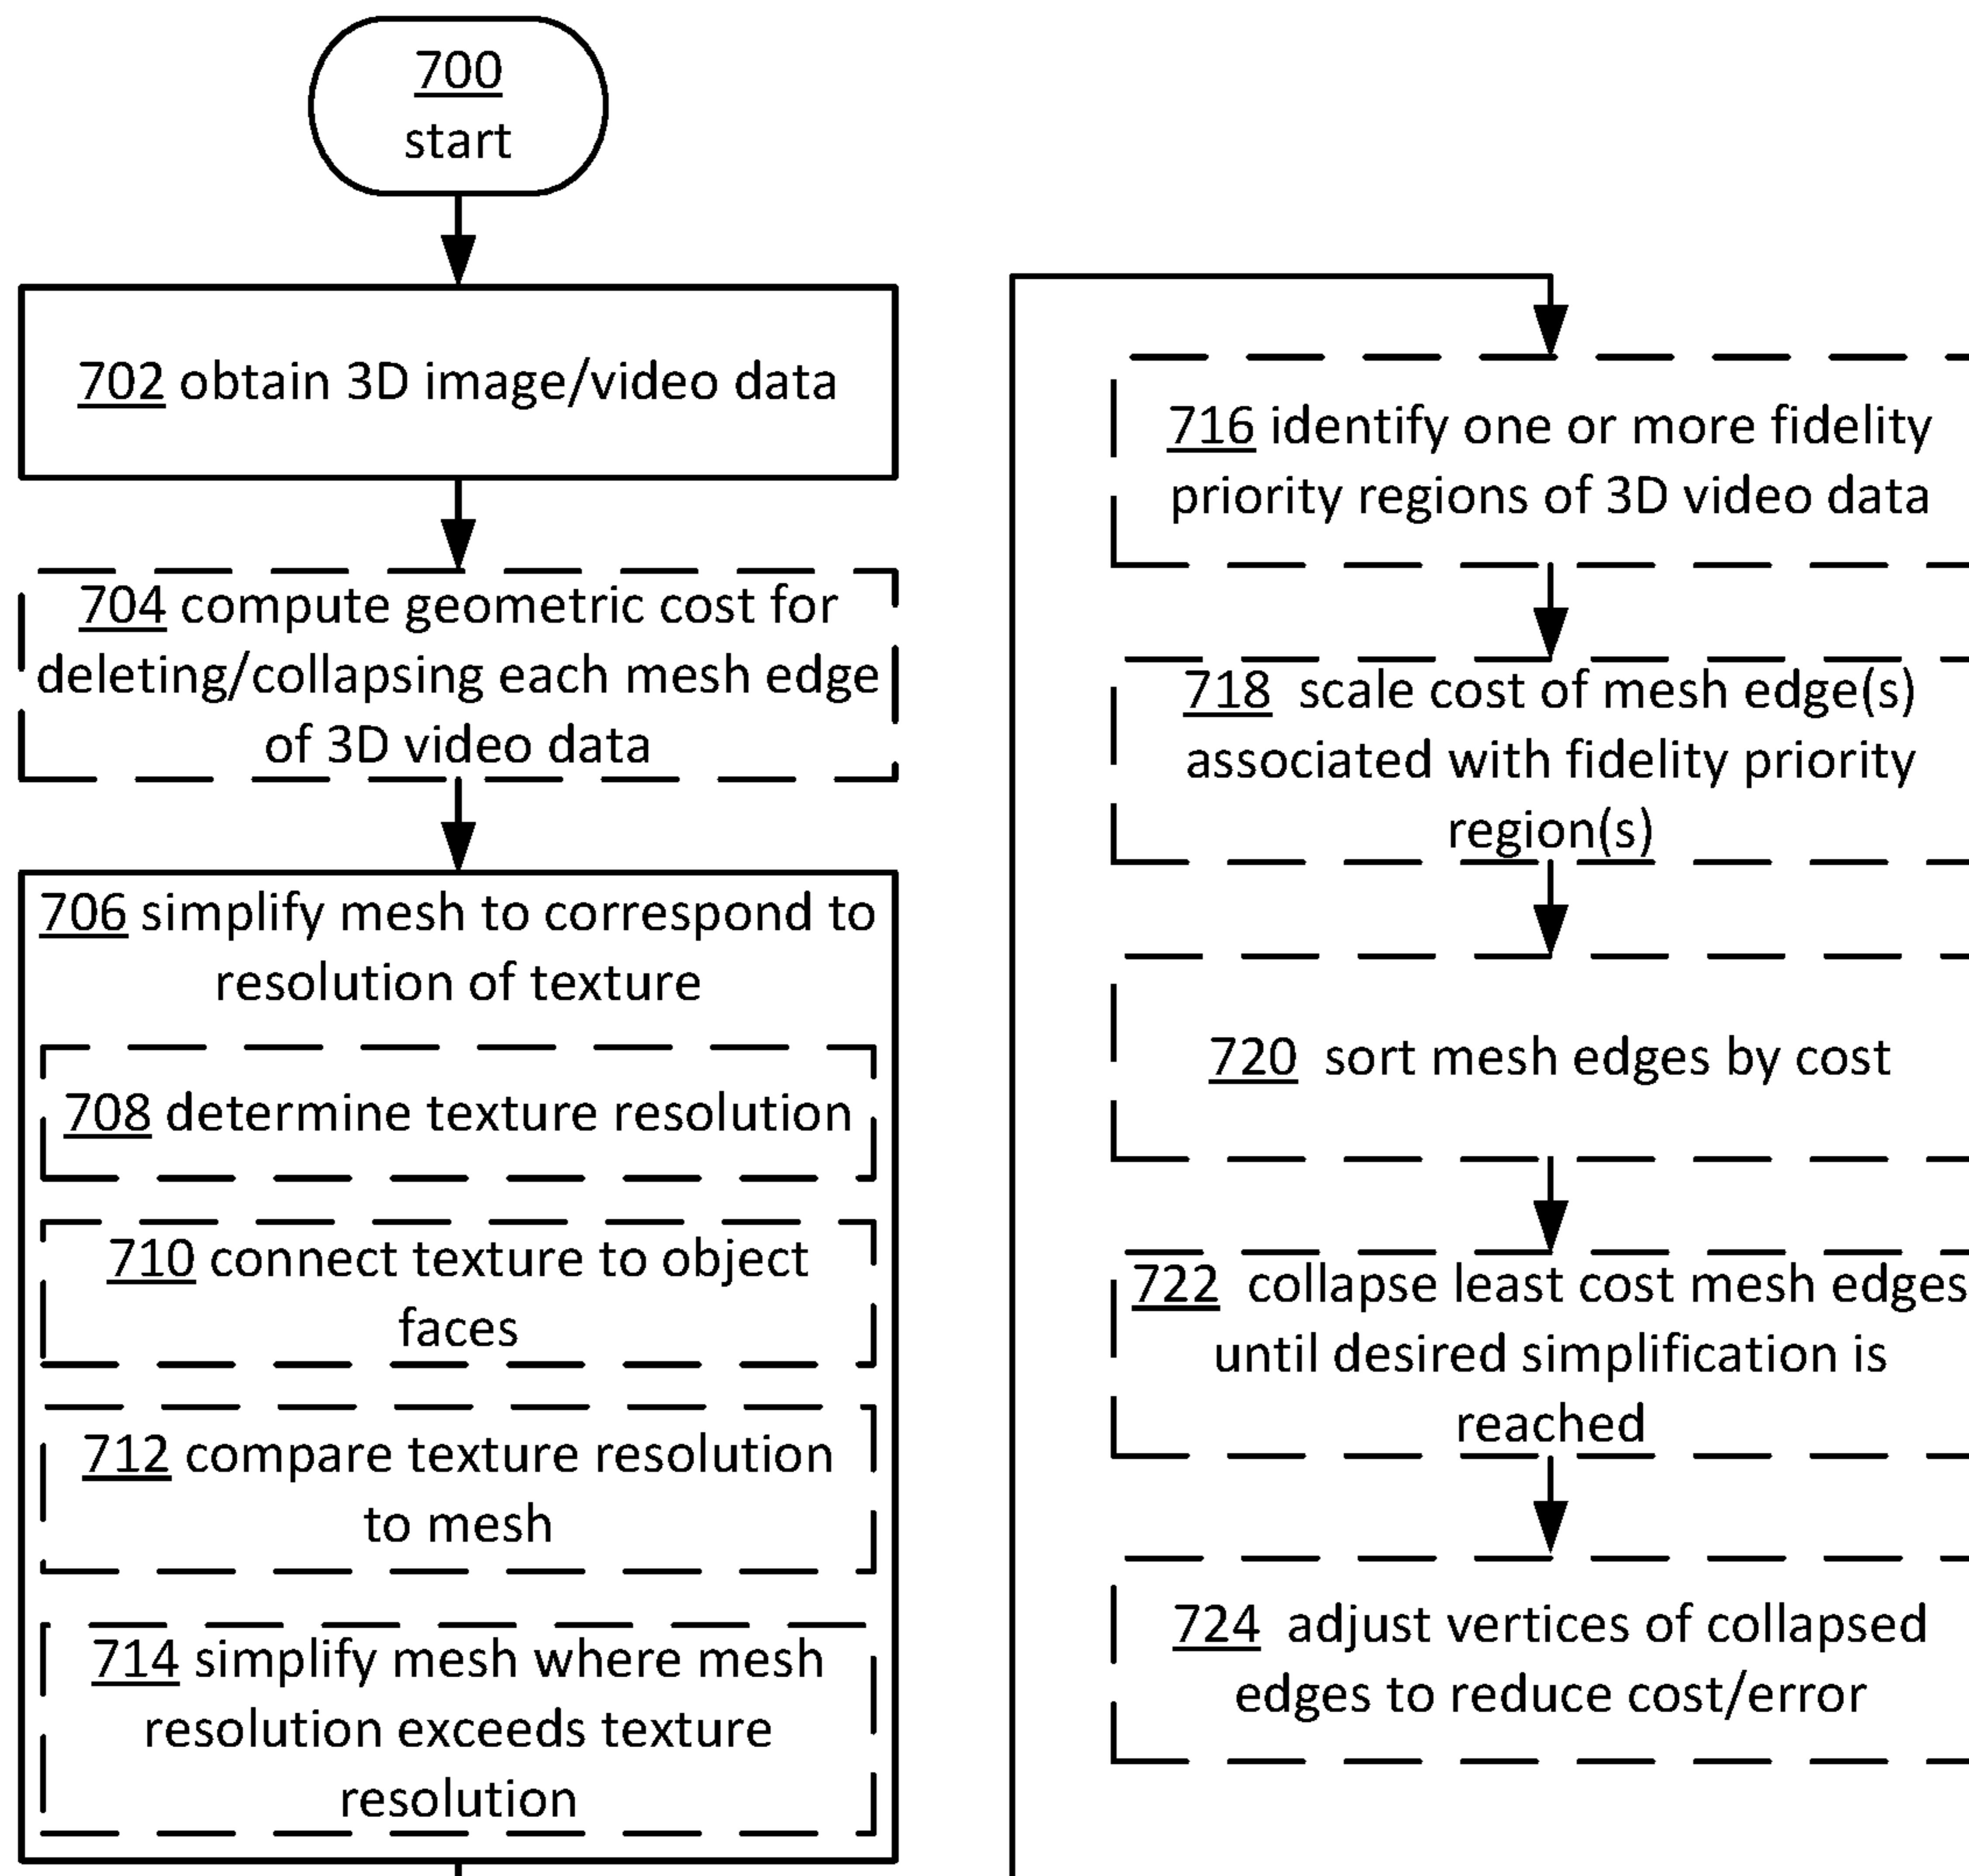 700
start
702 obtain 3D image/video data
704 compute geometric cost for
deleting/collapsing each mesh edge
of 3D video data
706 simplify mesh to correspond to
resolution of texture
708 determine texture resolution
710 connect texture to object
faces
712 compare texture resolution
to mesh
714 simplify mesh where mesh
resolution exceeds texture
resolution
716 identify one or more fidelity
priority regions of 3D video data
718 scale cost of mesh edge(s)
associated with fidelity priority
region(s)
720 sort mesh edges by cost
722 collapse least cost mesh edges
until desired simplification is
reached
724 adjust vertices of collapsed
edges to reduce cost/error